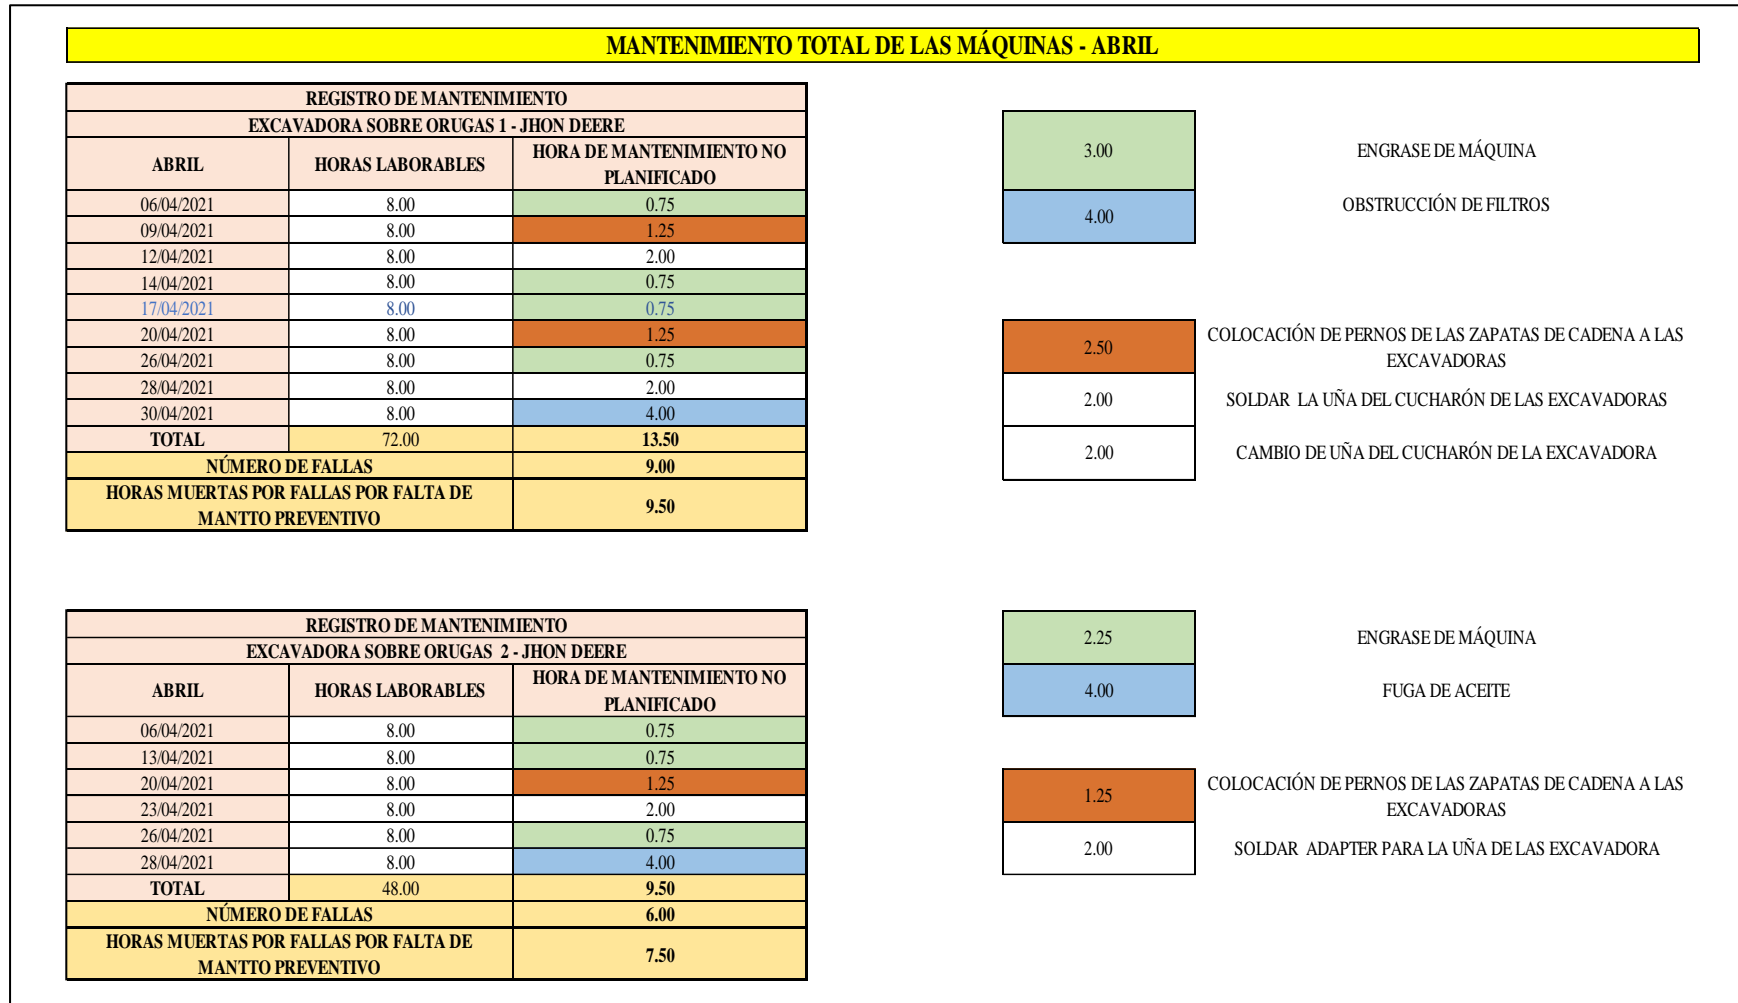 MANTENIMIENTO TOTAL DE LAS MÁQUINAS - ABRIL
REGISTRO DE MANTENIMIENTO
EXCAVADORA SOBRE ORUGAS 1 - JHON DEERE
ABRIL HORAS LABORABLES HORA DE MANTENIMIENTO NO
PLANIFICADO
06/04/2021 8.00 0.75
09/04/2021 8.00 1.25
12/04/2021 8.00 2.00
14/04/2021 8.00 0.75
17/04/2021 8.00 0.75
20/04/2021 8.00 1.25
26/04/2021 8.00 0.75
28/04/2021 8.00 2.00
30/04/2021 8.00 4.00
TOTAL 72.00 13.50
NÚMERO DE FALLAS 9.00
HORAS MUERTAS POR FALLAS POR FALTA DE
MANTTO PREVENTIVO 9.50
3.00 ENGRASE DE MÁQUINA
4.00 OBSTRUCCIÓN DE FILTROS
2.50 COLOCACIÓN DE PERNOS DE LAS ZAPATAS DE CADENA A LAS
EXCAVADORAS
2.00 SOLDAR LA UÑA DEL CUCHARÓN DE LAS EXCAVADORAS
2.00 CAMBIO DE UÑA DEL CUCHARÓN DE LA EXCAVADORA
REGISTRO DE MANTENIMIENTO
EXCAVADORA SOBRE ORUGAS 2 - JHON DEERE
ABRIL HORAS LABORABLES HORA DE MANTENIMIENTO NO
PLANIFICADO
06/04/2021 8.00 0.75
13/04/2021 8.00 0.75
20/04/2021 8.00 1.25
23/04/2021 8.00 2.00
26/04/2021 8.00 0.75
28/04/2021 8.00 4.00
TOTAL 48.00 9.50
NÚMERO DE FALLAS 6.00
HORAS MUERTAS POR FALLAS POR FALTA DE
MANTTO PREVENTIVO 7.50
2.25 ENGRASE DE MÁQUINA
4.00 FUGA DE ACEITE
1.25 COLOCACIÓN DE PERNOS DE LAS ZAPATAS DE CADENA A LAS
EXCAVADORAS
2.00 SOLDAR ADAPTER PARA LA UÑA DE LAS EXCAVADORA